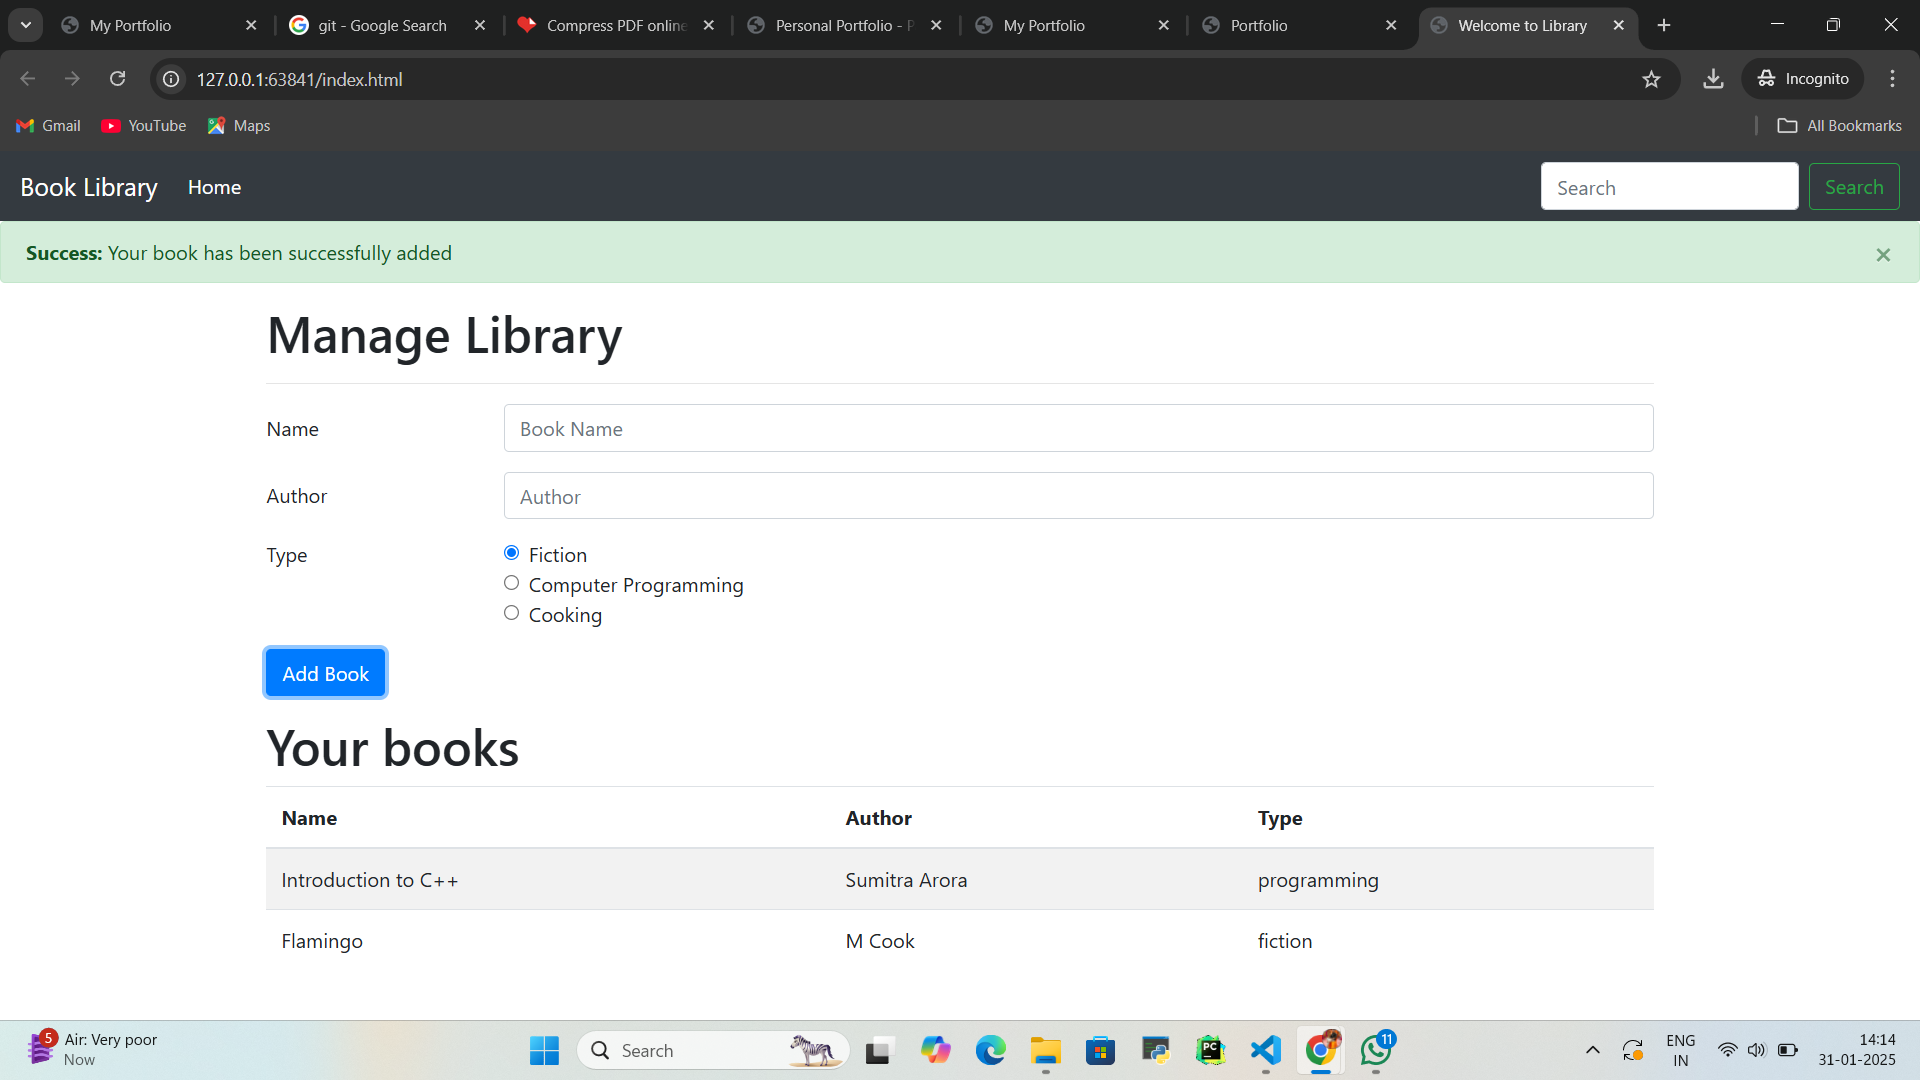 My Portfolio
git - Google Search
Compress PDF online
Personal Portfolio - P
My Portfolio
Portfolio
Welcome to Library
127.0.0.1:63841/index.html
Incognito
Gmail
YouTube
Maps
All Bookmarks
Book Library
Home
Search
Search
Success: Your book has been successfully added
×
Manage Library
Name
Book Name
Author
Author
Type
Fiction
Computer Programming
Cooking
Add Book
Your books
Name Author Type
Introduction to C++ Sumitra Arora programming
Flamingo M Cook fiction
5
Air: Very poor
Now
Search
PC
11
ENG
IN
14:14
31-01-2025